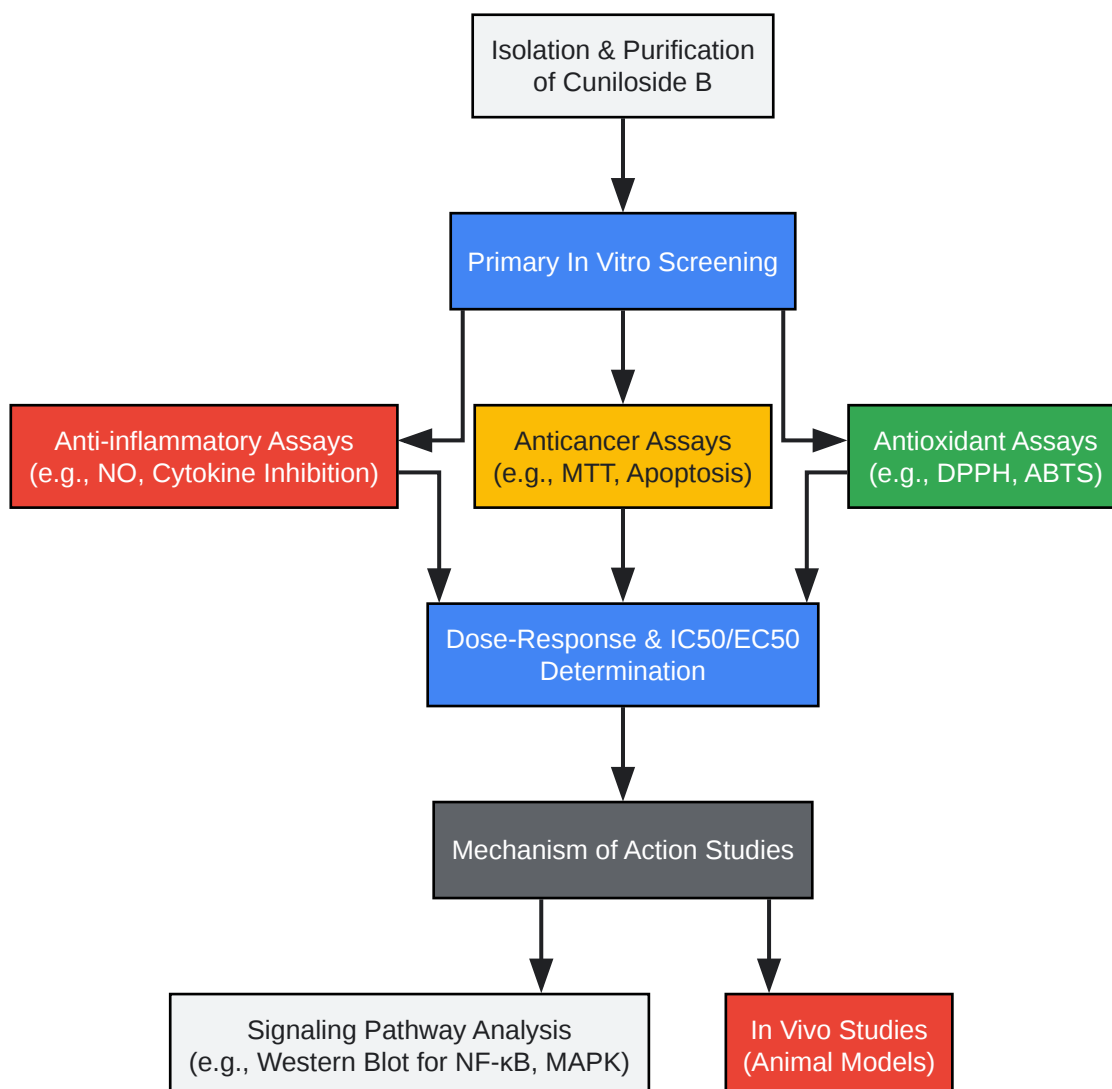 Isolation & Purification
of Cuniloside B
Primary In Vitro Screening
Anti-inflammatory Assays
(e.g., NO, Cytokine Inhibition)
Anticancer Assays
(e.g., MTT, Apoptosis)
Antioxidant Assays
(e.g., DPPH, ABTS)
Dose-Response & IC50/EC50
Determination
Mechanism of Action Studies
Signaling Pathway Analysis
(e.g., Western Blot for NF-κB, MAPK)
In Vivo Studies
(Animal Models)